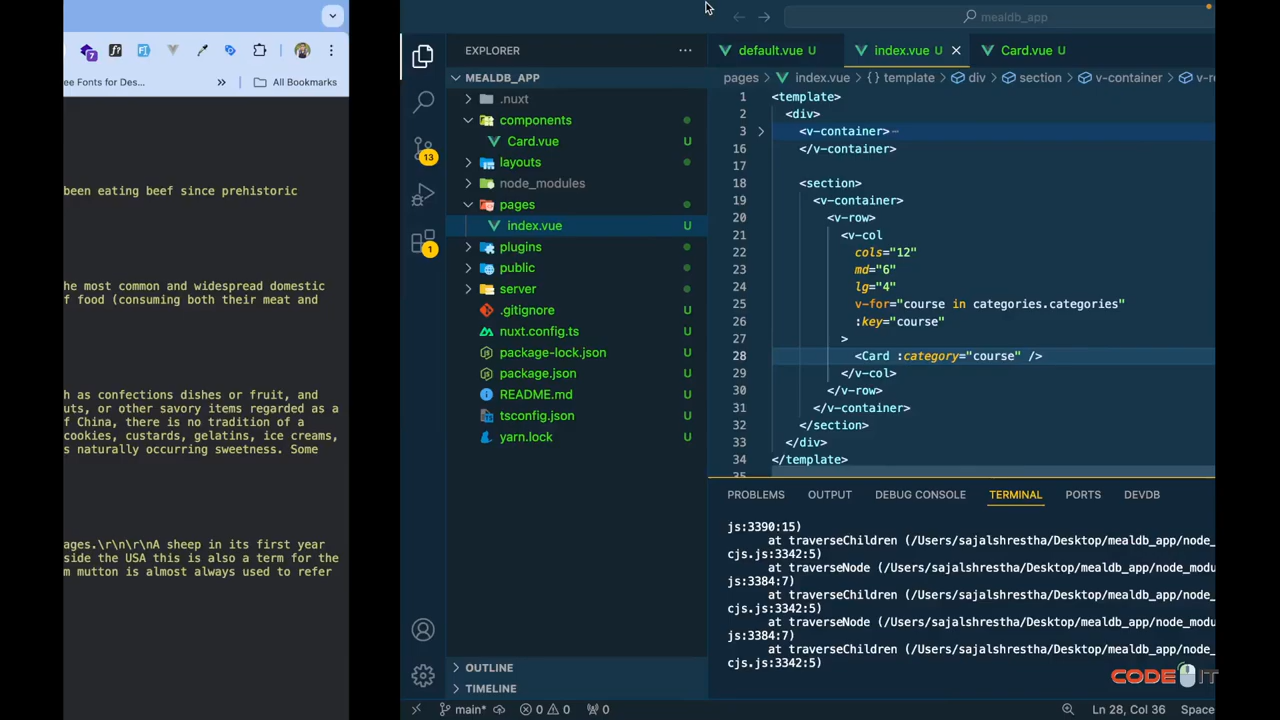 ee Fonts for Des...
»
All Bookmarks
7
been eating beef since prehistoric
he most common and widespread domestic
f food (consuming both their meat and
h as confections dishes or fruit, and
uts, or other savory items regarded as a
f China, there is no tradition of a
cookies, custards, gelatins, ice creams,
s naturally occurring sweetness. Some
ages.\r\n\r\nA sheep in its first year
side the USA this is also a term for the
m mutton is almost always used to refer
mealdb_app
EXPLORER
MEALDB_APP
.nuxt
components
Card.vue U
layouts
node_modules
pages
index.vue U
plugins
public
server
.gitignore U
nuxt.config.ts U
package-lock.json U
package.json U
README.md U
tsconfig.json U
yarn.lock U
OUTLINE
TIMELINE
13
1
default.vue U
index.vue U
Card.vue U
pages > index.vue > {} template > div > section > v-container > v-r
1 <template>
2 <div>
3 <v-container>
16 </v-container>
17
18 <section>
19 <v-container>
20 <v-row>
21 <v-col
22 cols="12"
23 md="6"
24 lg="4"
25 v-for="course in categories.categories"
26 :key="course"
27 >
28 <Card :category="course" />
29 </v-col>
30 </v-row>
31 </v-container>
32 </section>
33 </div>
34 </template>
35
PROBLEMS OUTPUT DEBUG CONSOLE TERMINAL PORTS DEVDB
js:3390:15)
at traverseChildren (/Users/sajalshrestha/Desktop/mealdb_app/node_
cjs.js:3342:5)
at traverseNode (/Users/sajalshrestha/Desktop/mealdb_app/node_modu
js:3384:7)
at traverseChildren (/Users/sajalshrestha/Desktop/mealdb_app/node_
cjs.js:3342:5)
at traverseNode (/Users/sajalshrestha/Desktop/mealdb_app/node_modu
js:3384:7)
at traverseChildren (/Users/sajalshrestha/Desktop/mealdb_app/node_
cjs.js:3342:5)
CODE IT
main* 0 0 0 Ln 28, Col 36 Space